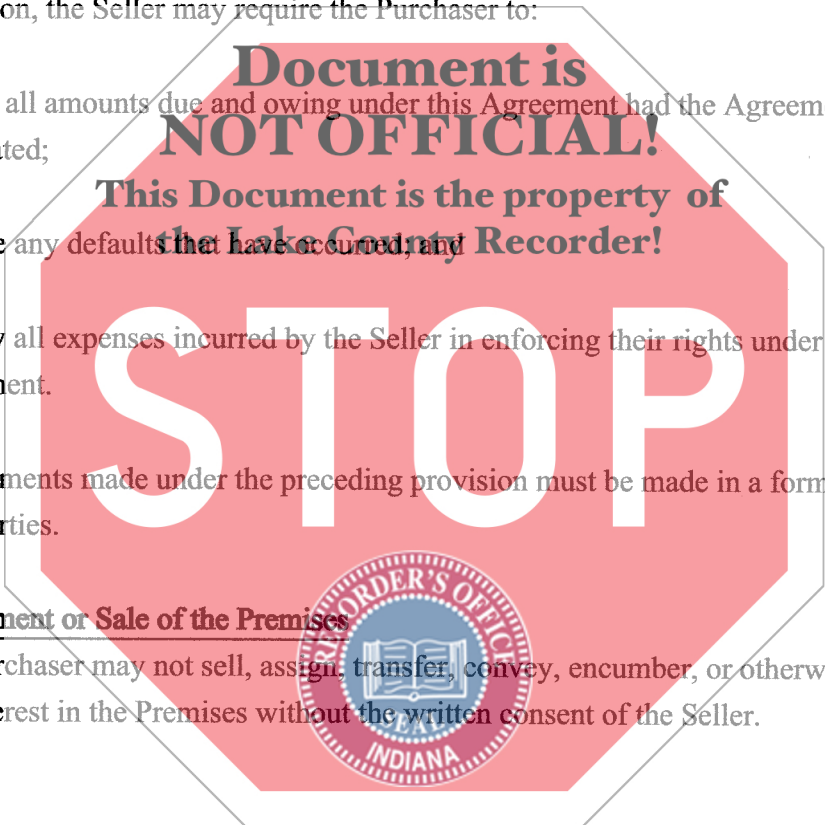 on, the Seller may require the Purchaser to:
Document is
all amounts due and owing under this Agreement had the Agreem
NOT OFFICIAL!
ted;
This Document is the property of
any defaults that have occurred; and
the Lake County Recorder!
STOP
all expenses incurred by the Seller in enforcing their rights under
ent.
ments made under the preceding provision must be made in a form
rties.
RECORDER'S OFFICE
ment or Sale of the Premises
rchaser may not sell, assign, transfer, convey, encumber, or otherw
erest in the Premises without the written consent of the Seller.
SEAL
INDIANA